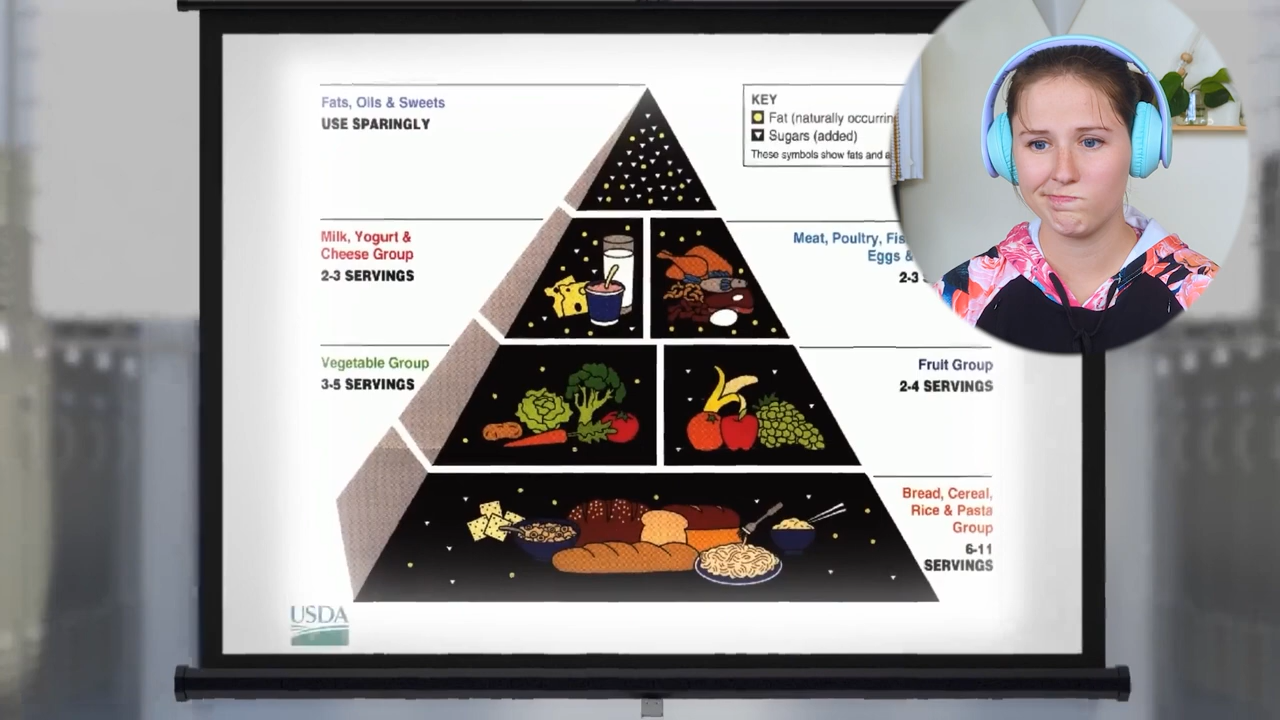 Fats, Oils & Sweets
USE SPARINGLY
KEY
Fat (naturally
Sugars (added)
These symbols show fats and
Milk, Yogurt &
Cheese Group
2-3 SERVINGS
Meat, Poultry,
Eggs &
2-3
Vegetable Group
3-5 SERVINGS
Fruit Group
2-4 SERVINGS
Bread, Cereal,
Rice & Pasta
Group
6-11
SERVINGS
USDA